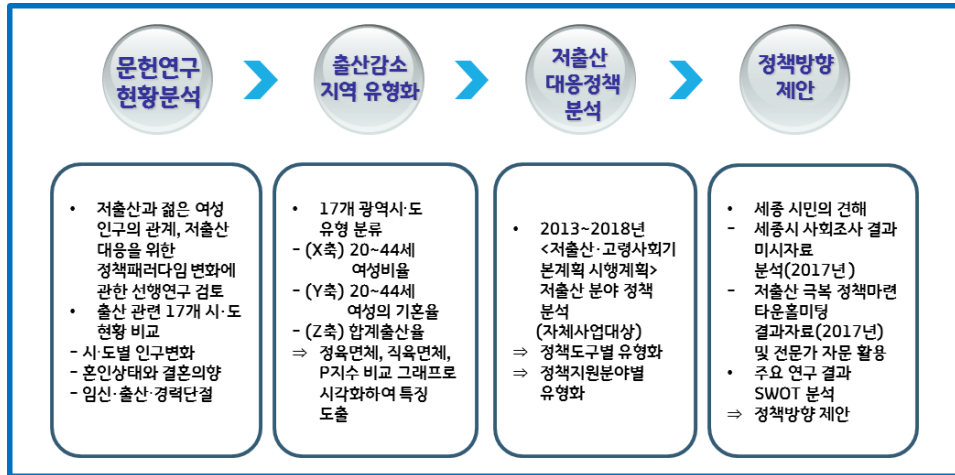 문헌연구
현황분석
출산감소
지역 유형화
저출산
대응정책
분석
정책방향
제안
• 저출산과 젊은 여성
인구의 관계, 저출산
대응을 위한
정책패러다임 변화에
관한 선행연구 검토
• 출산 관련 17개 시·도
현황 비교
- 시·도별 인구변화
- 혼인상태와 결혼의향
- 임신·출산·경력단절
• 17개 광역시·도
유형 분류
- (X축) 20~44세
여성비율
- (Y축) 20~44세
여성의 기혼율
- (Z축) 합계출산율
⇒ 정육면체, 직육면체,
P지수 비교 그래프로
시각화하여 특징
도출
• 2013~2018년
<저출산·고령사회기
본계획 시행계획>
저출산 분야 정책
분석
(자체사업대상)
⇒ 정책도구별 유형화
⇒ 정책지원분야별
유형화
• 세종 시민의 견해
- 세종시 사회조사 결과
미시자료
분석(2017년)
- 저출산 극복 정책마련
타운홀미팅
결과자료(2017년)
및 전문가 자문 활용
• 주요 연구 결과
SWOT 분석
⇒ 정책방향 제안